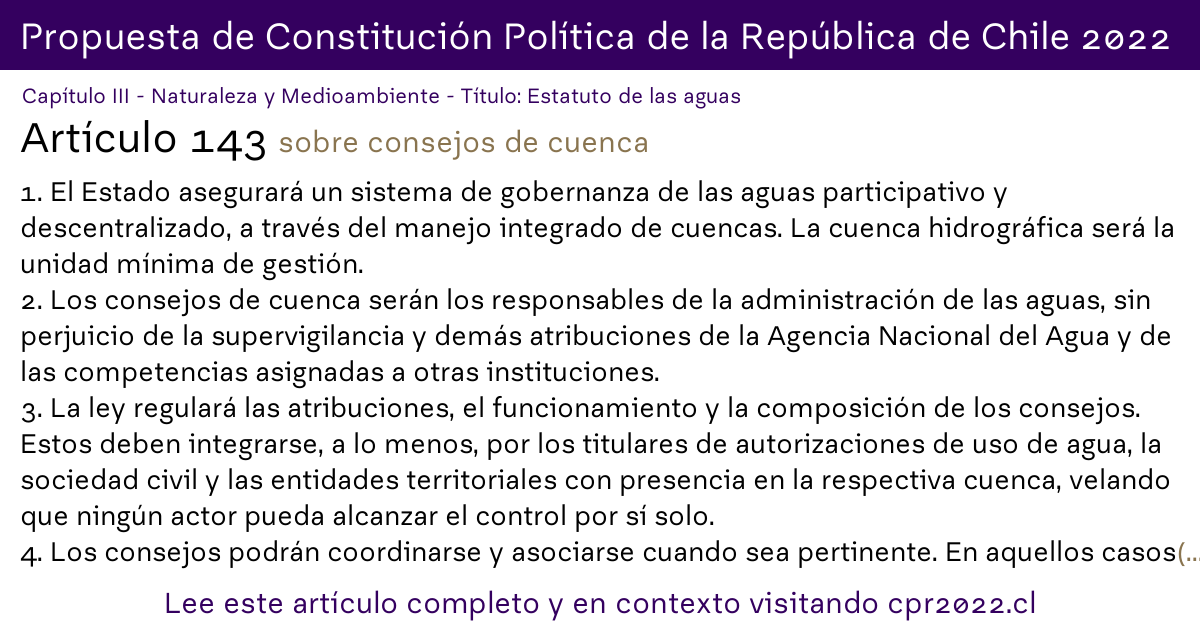 Propuesta de Constitución Política de la República de Chile 2022
Capítulo III - Naturaleza y Medioambiente - Título: Estatuto de las aguas
Artículo 143 sobre consejos de cuenca
1. El Estado asegurará un sistema de gobernanza de las aguas participativo y
descentralizado, a través del manejo integrado de cuencas. La cuenca hidrográfica será la
unidad mínima de gestión.
2. Los consejos de cuenca serán los responsables de la administración de las aguas, sin
perjuicio de la supervigilancia y demás atribuciones de la Agencia Nacional del Agua y de
las competencias asignadas a otras instituciones.
3. La ley regulará las atribuciones, el funcionamiento y la composición de los consejos.
Estos deben integrarse, a lo menos, por los titulares de autorizaciones de uso de agua, la
sociedad civil y las entidades territoriales con presencia en la respectiva cuenca, velando
que ningún actor pueda alcanzar el control por sí solo.
4. Los consejos podrán coordinarse y asociarse cuando sea pertinente. En aquellos casos(...
Lee este artículo completo y en contexto visitando cpr2022.cl